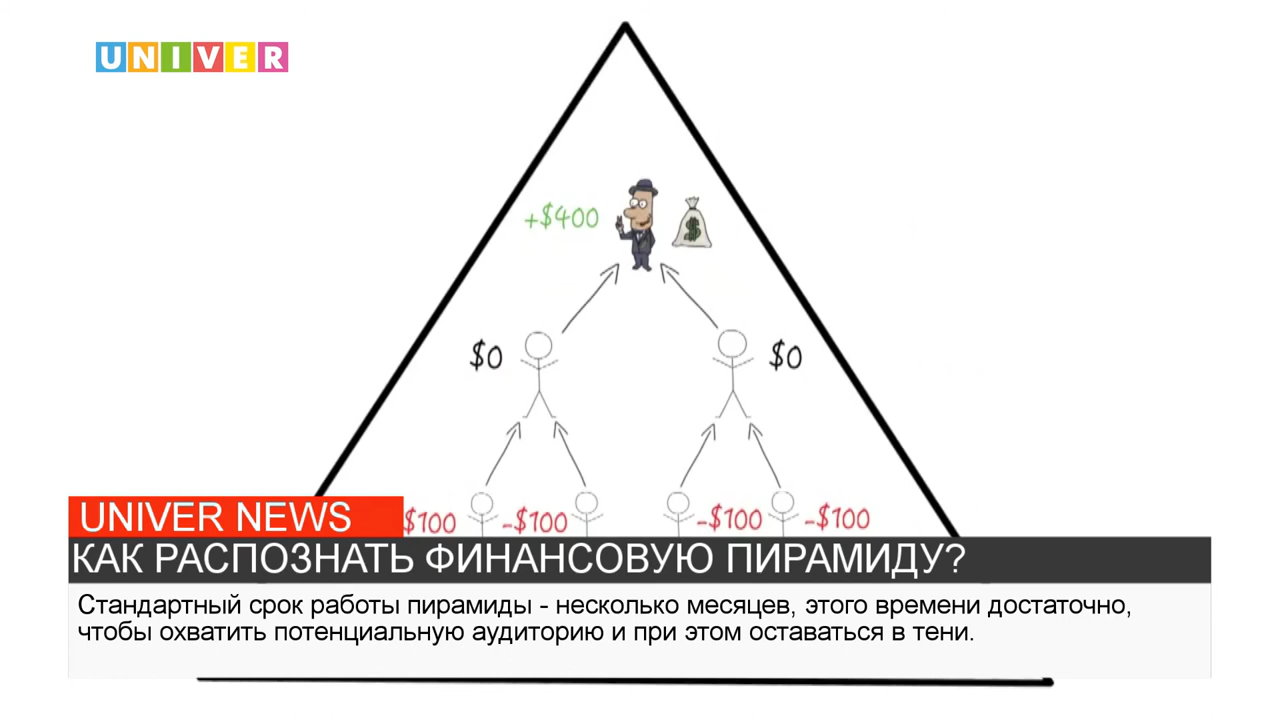 UNIVER
+$400
$
$0 $0
$100 -$100 -$100 -$100
UNIVER NEWS
КАК РАСПОЗНАТЬ ФИНАНСОВУЮ ПИРАМИДУ?
Стандартный срок работы пирамиды - несколько месяцев, этого времени достаточно,
чтобы охватить потенциальную аудиторию и при этом оставаться в тени.